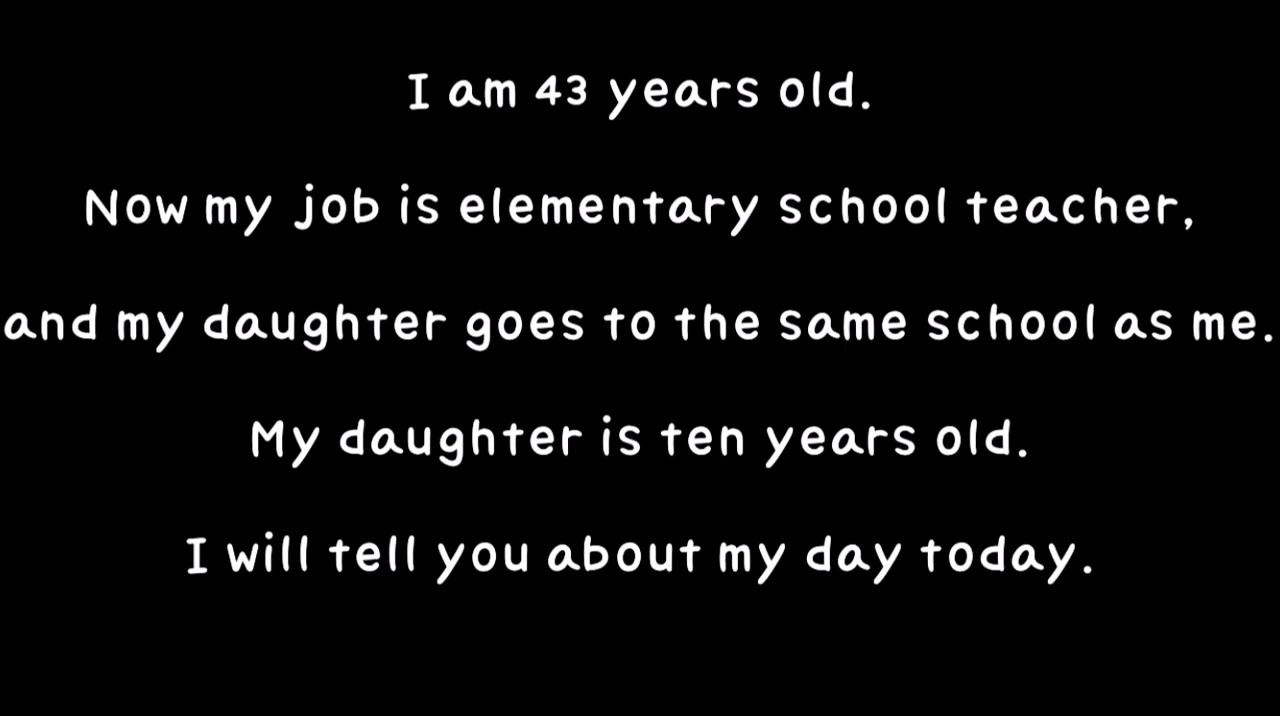 I am 43 years old.
Now my job is elementary school teacher,
and my daughter goes to the same school as me.
My daughter is ten years old.
I will tell you about my day today.